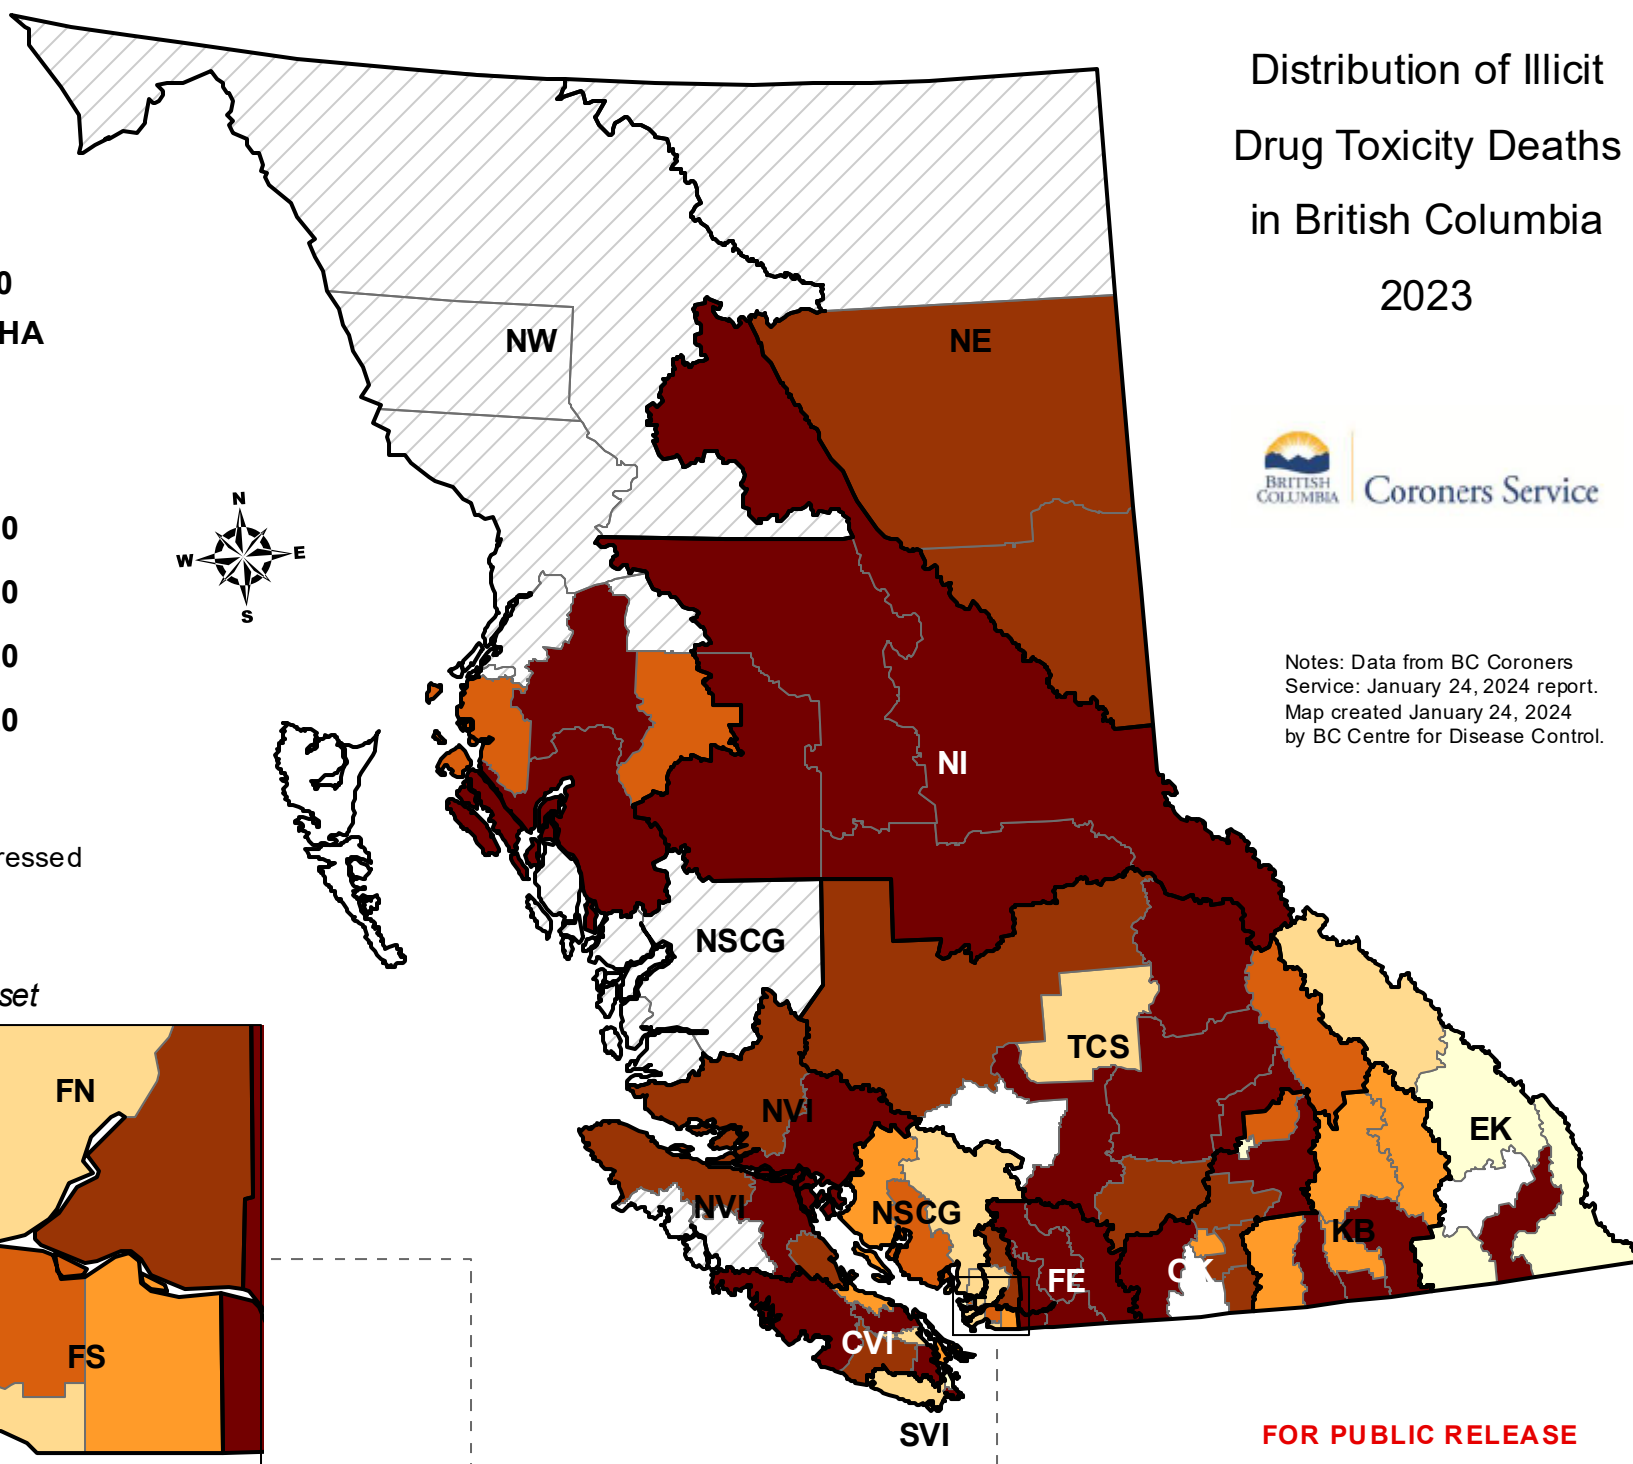 Distribution of Illicit
Drug Toxicity Deaths
in British Columbia
2023
0
HA
NW
NE
BRITISH
COLUMBIA
Coroners Service
N
W
E
S
0
0
0
0
Notes: Data from BC Coroners
Service: January 24, 2024 report.
Map created January 24, 2024
by BC Centre for Disease Control.
NI
ressed
NSCG
set
TCS
FN
NVI
EK
NVI
NSCG
KB
FE
CVI
FS
SVI
FOR PUBLIC RELEASE